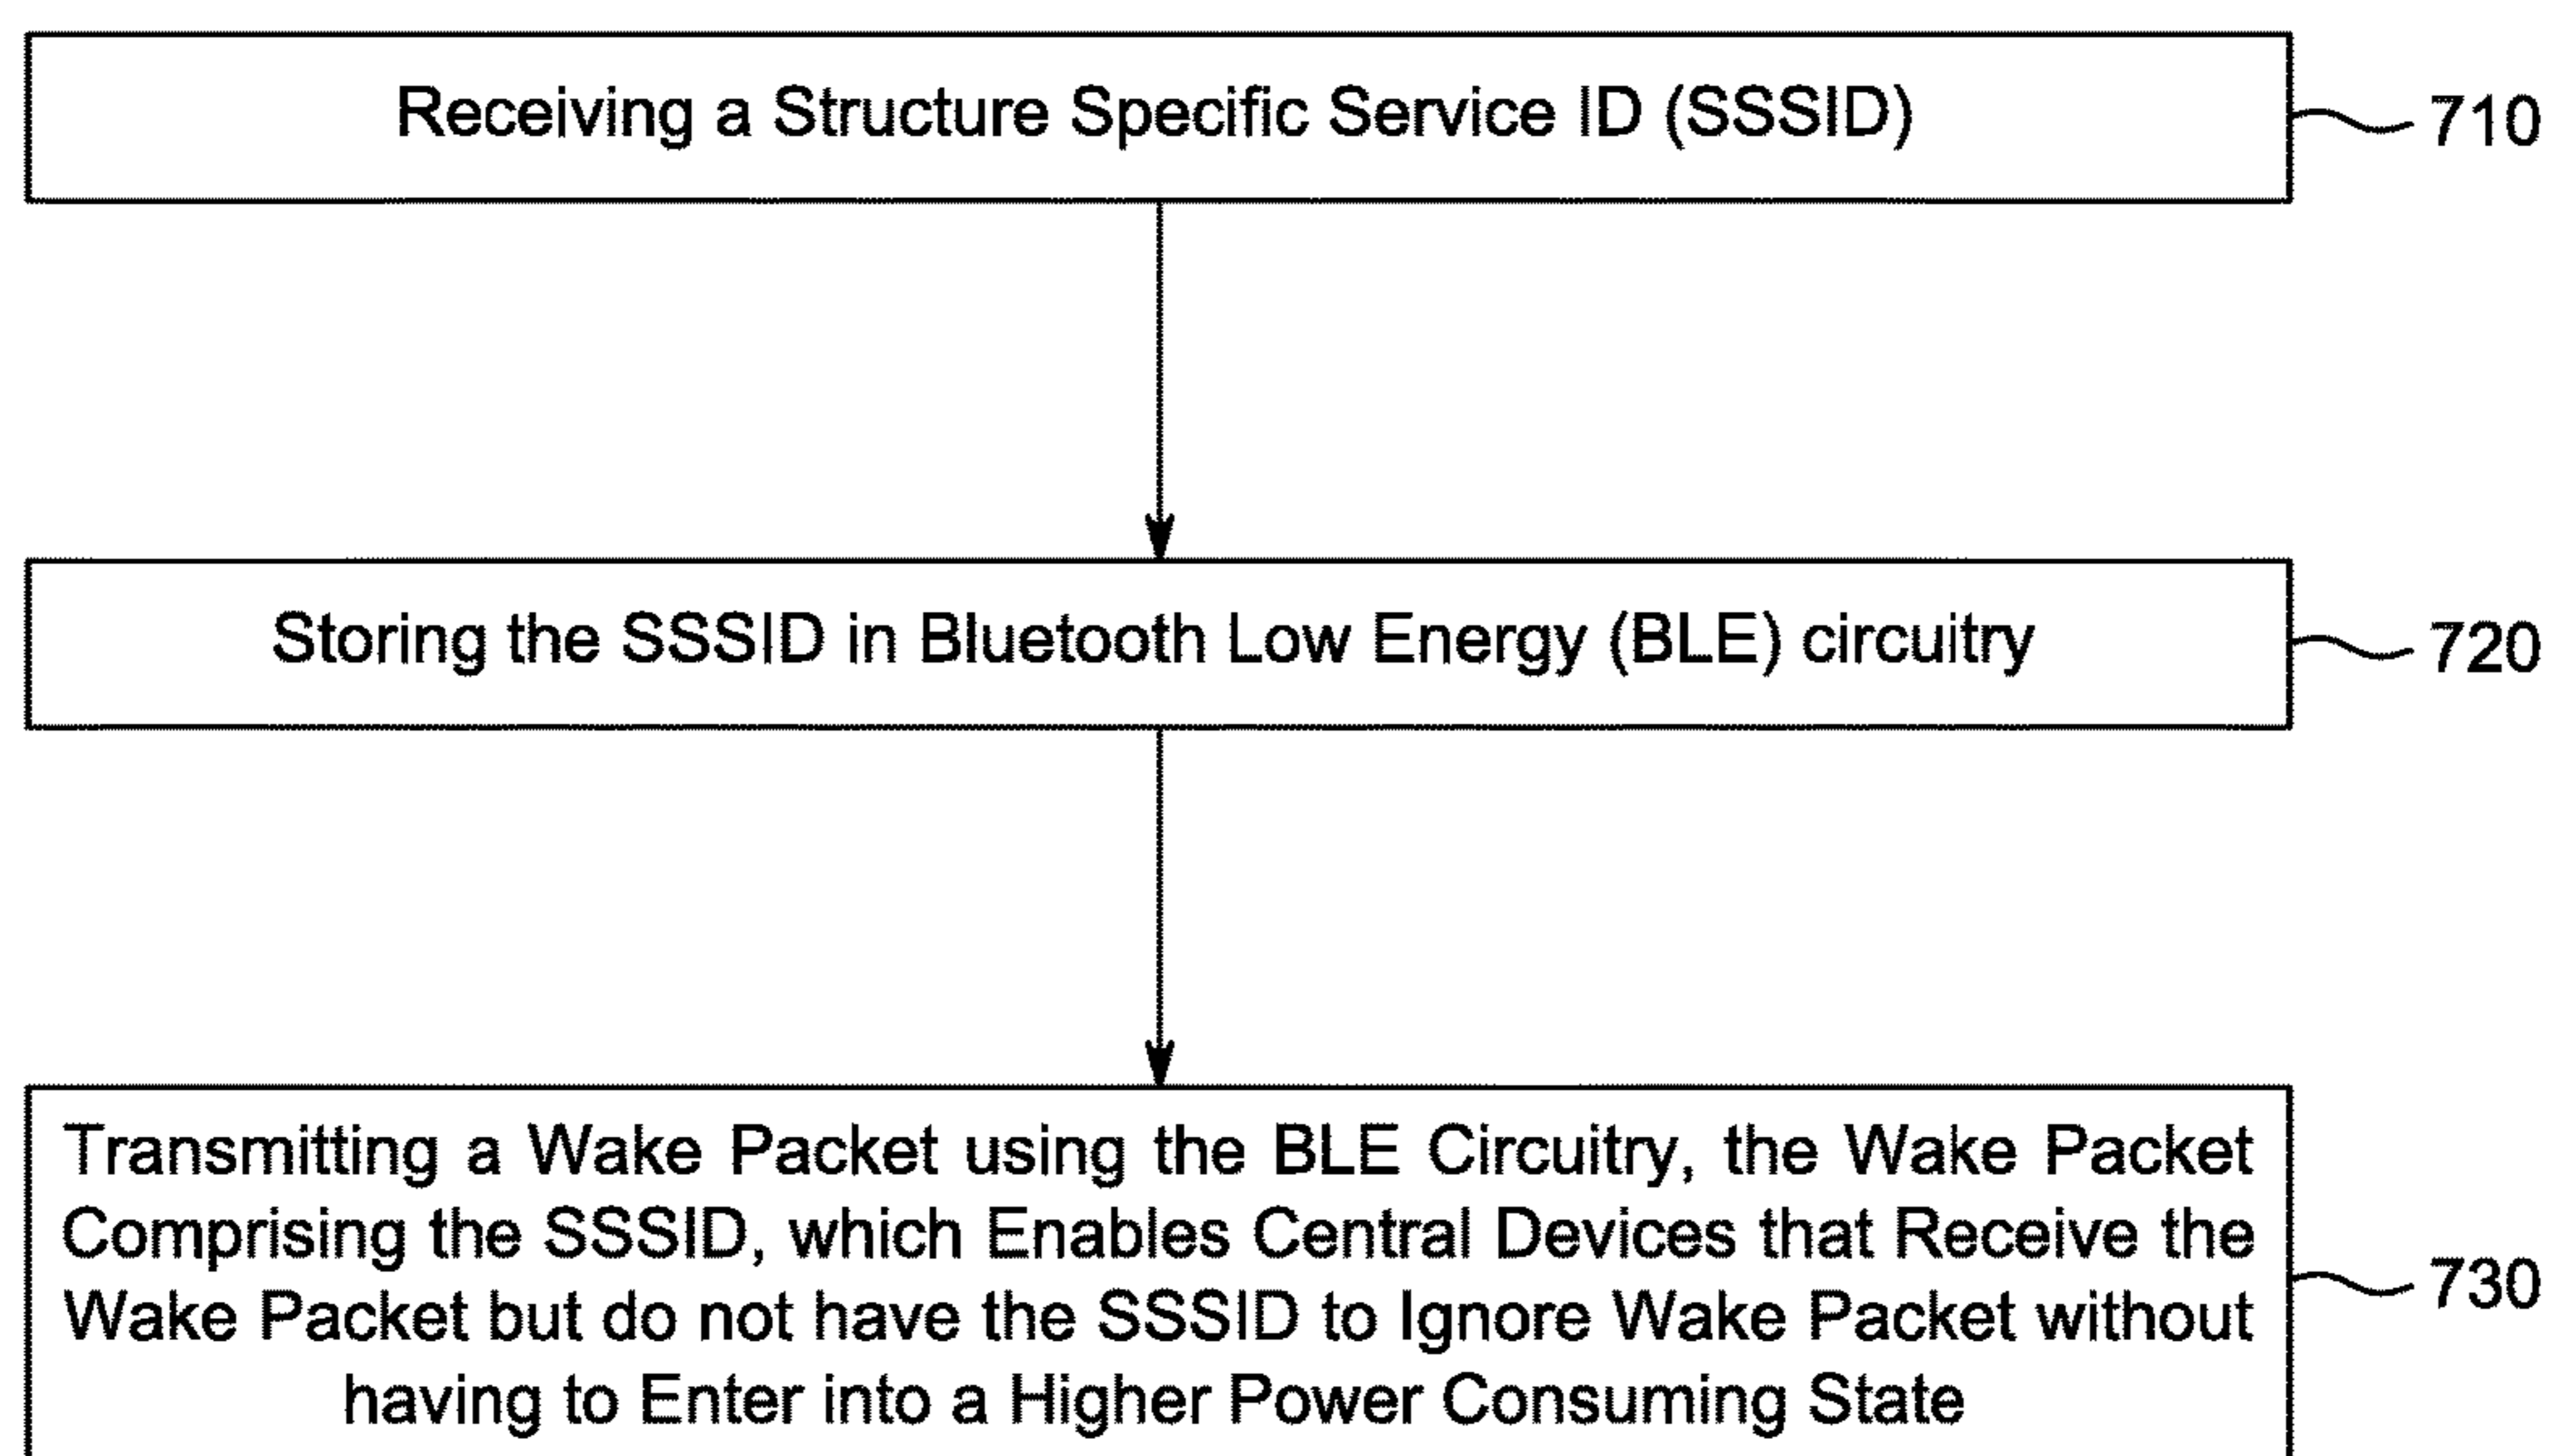 Receiving a Structure Specific Service ID (SSSID)
710
Storing the SSSID in Bluetooth Low Energy (BLE) circuitry
720
Transmitting a Wake Packet using the BLE Circuitry, the Wake Packet
Comprising the SSSID, which Enables Central Devices that Receive the
Wake Packet but do not have the SSSID to Ignore Wake Packet without
having to Enter into a Higher Power Consuming State
730